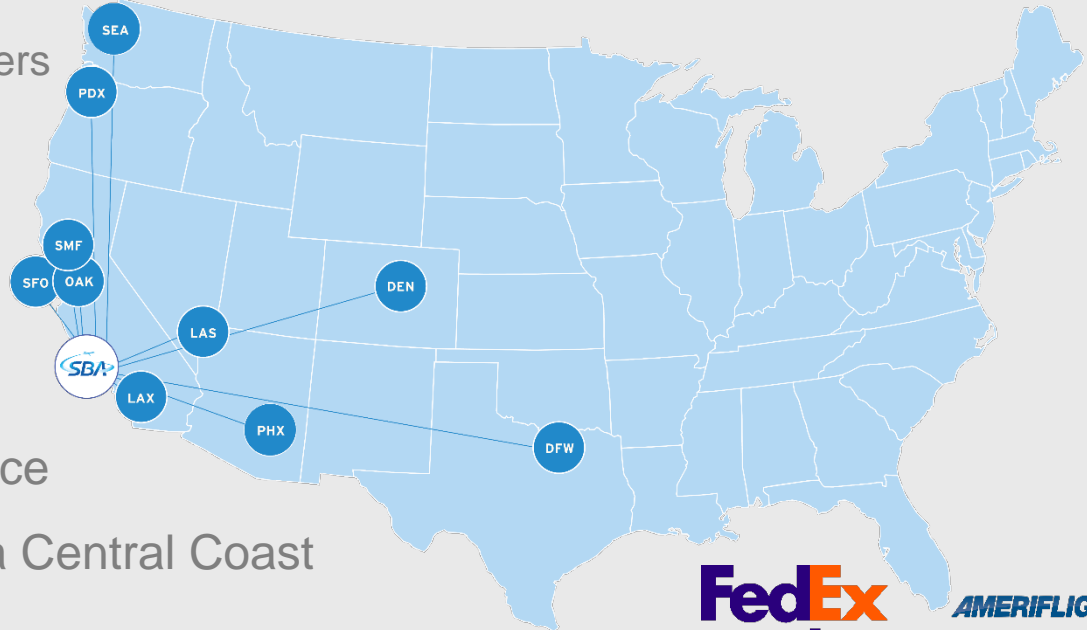 SEA
ers
PDX
SMF
SFO
OAK
DEN
LAS
SBA
LAX
PHX
DFW
ce
a Central Coast
FedEx
AMERIFLIG